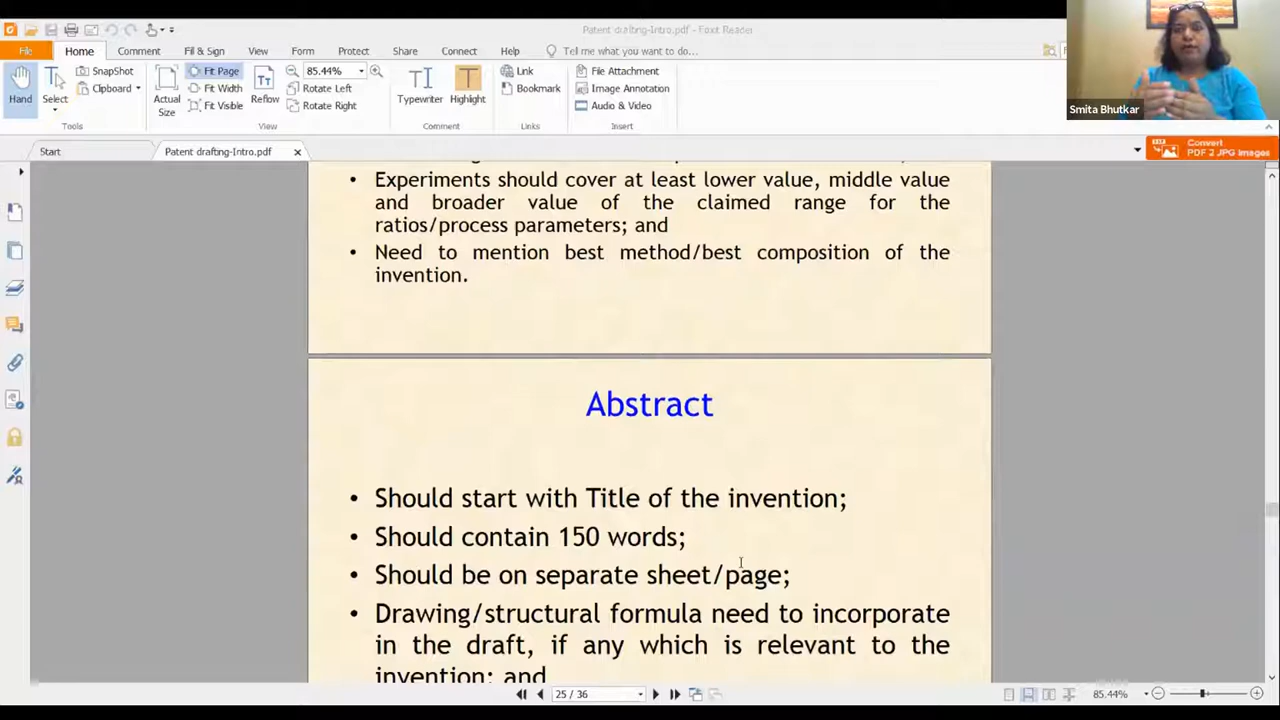 Patent drafting-Intro.pdf - Foxit Reader
File Home Comment Fill & Sign View Form Protect Share Connect Help Tell me what you want to do...
Hand
Select
SnapShot
Clipboard
Tools
Actual Size
Fit Page
Fit Width
Fit Visible
Reflow
85.44%
Rotate Left
Rotate Right
View
Typewriter
Highlight
Comment
Link
Bookmark
Links
File Attachment
Image Annotation
Audio & Video
Insert
Smita Bhutkar
Start
Patent drafting-Intro.pdf
Convert
PDF 2 JPG Images
• Experiments should cover at least lower value, middle value
and broader value of the claimed range for the
ratios/process parameters; and
• Need to mention best method/best composition of the
invention.
Abstract
• Should start with Title of the invention;
• Should contain 150 words;
• Should be on separate sheet/page;
• Drawing/structural formula need to incorporate
in the draft, if any which is relevant to the
invention; and
25 / 36
85.44%